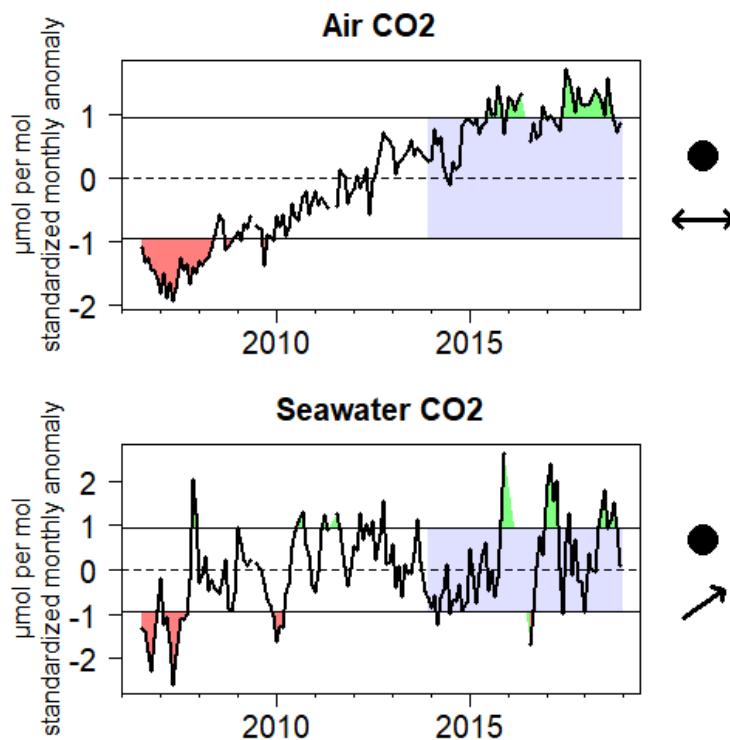 Air CO2
µmol per mol
standardized monthly anomaly
1
0
-1
-2
2010 2015
Seawater CO2
µmol per mol
standardized monthly anomaly
2
1
0
-1
-2
2010 2015